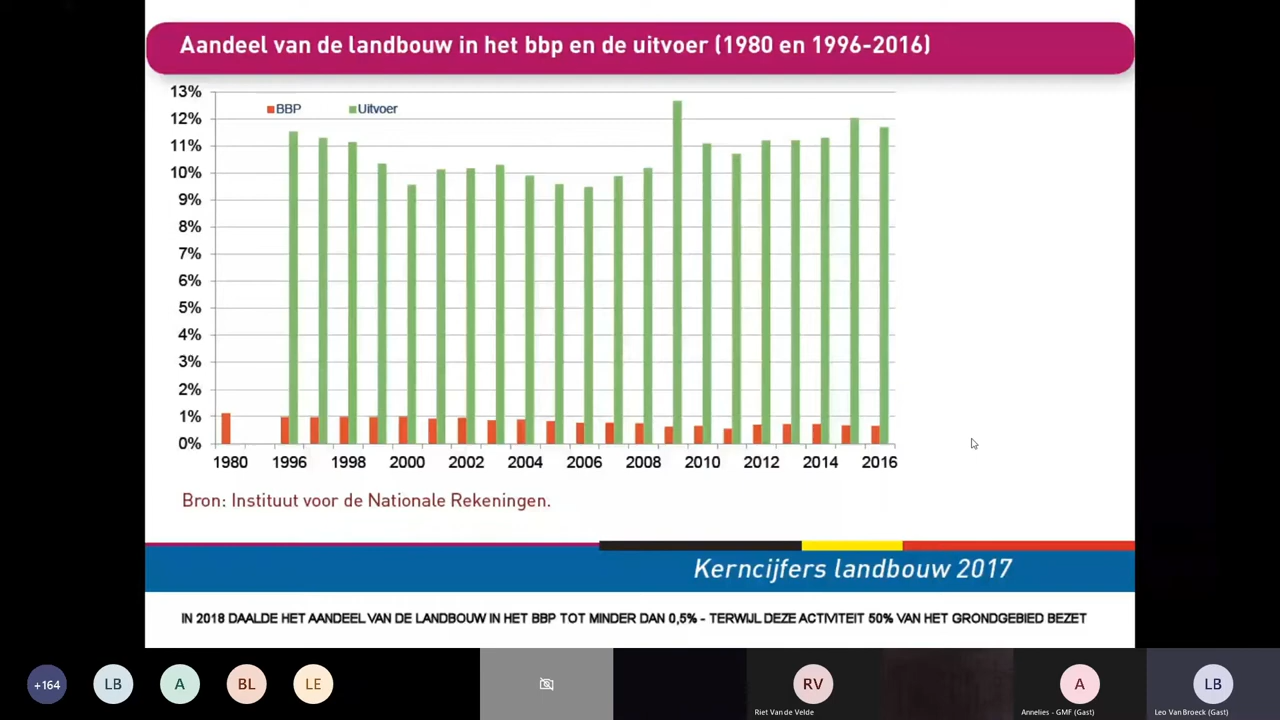 Aandeel van de landbouw in het bbp en de uitvoer (1980 en 1996-2016)
13%
BBP Uitvoer
12%
11%
10%
9%
8%
7%
6%
5%
4%
3%
2%
1%
0%
1980 1996 1998 2000 2002 2004 2006 2008 2010 2012 2014 2016
Bron: Instituut voor de Nationale Rekeningen.
Kerncijfers landbouw 2017
IN 2018 DAALDE HET AANDEEL VAN DE LANDBOUW IN HET BBP TOT MINDER DAN 0,5% - TERWIJL DEZE ACTIVITEIT 50% VAN HET GRONDGEBIED BEZET
+164 LB A BL LE RV A LB
Riet Van de Velde Annelies - GMF (Gast) Leo Van Broeck (Gast)